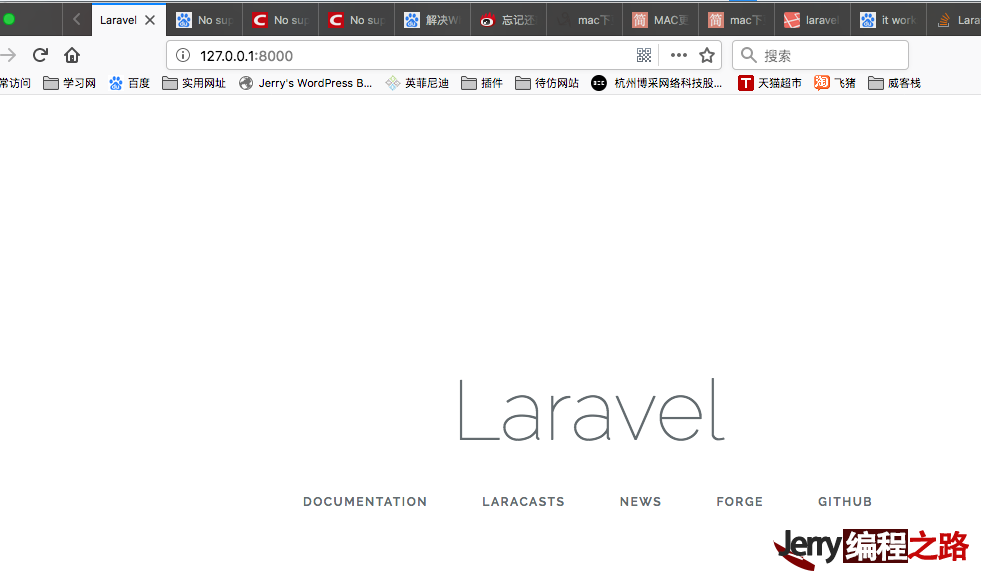 Laravel No sup No sup No sup 解决W 忘记还 mac下 MAC更 mac下 laravel it work Lara
127.0.0.1:8000 搜索
常访问 学习网 百度 实用网址 Jerry's WordPress B... 英菲尼迪 插件 待仿网站 杭州博采网络科技股... 天猫超市 飞猪 威客栈
Laravel
DOCUMENTATION LARACASTS NEWS FORGE GITHUB
Jerry编程之路